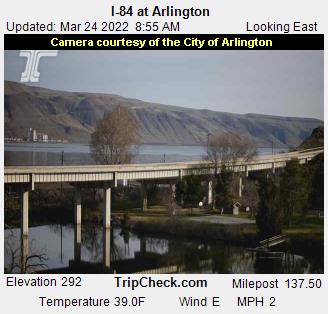 I-84 at Arlington
Updated: Mar 24 2022 8:55 AM Looking East
Camera courtesy of the City of Arlington
Elevation 292 TripCheck.com Milepost 137.50
Temperature 39.0F Wind E MPH 2